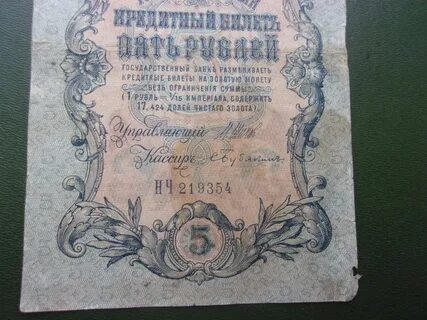 КРЕДИТНЫЙ БИЛЕТЪ
ПЯТЬ РУБЛЕЙ
ГОСУДАРСТВЕННЫЙ БАНКЪ РАЗМѢНИВАЕТЪ
КРЕДИТНЫЕ БИЛЕТЫ НА ЗОЛОТУЮ МОНЕТУ
БЕЗЪ ОГРАНИЧЕНІЯ СУММЫ
(1 РУБЛЬ = 1/15 ИМПЕРІАЛА, СОДЕРЖИТЪ
17,424 ДОЛЕЙ ЧИСТАГО ЗОЛОТА).
Управляющій
Кассиръ
НЧ 219354
5